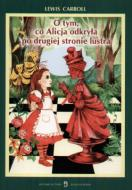 LEWIS CARROLL
O tym,
co Alicja odkryła
po drugiej stronie lustra